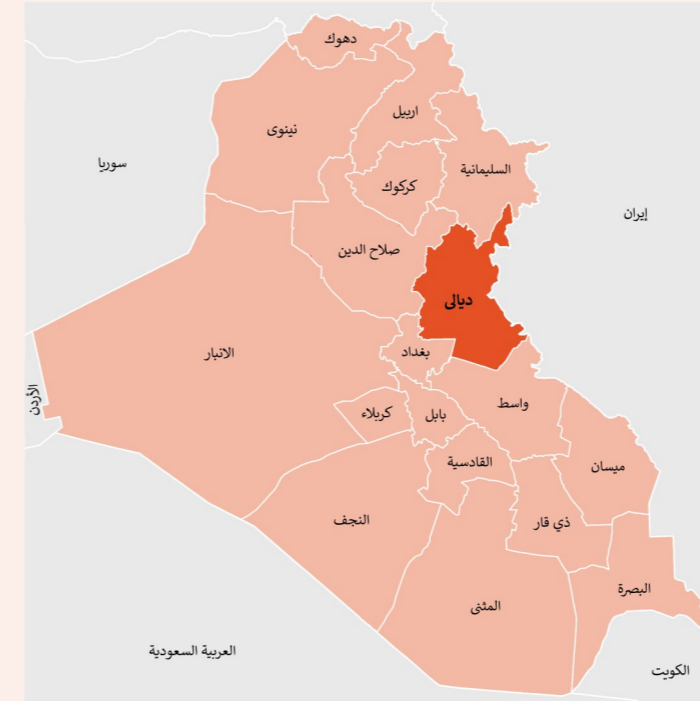 دهوك
اربيل
نينوى
سوريا
السليمانية
كركوك
إيران
صلاح الدين
ديالى
بغداد
الانبار
الأردن
واسط
كربلاء
بابل
القادسية
ميسان
النجف
ذي قار
البصرة
المثنى
العربية السعودية
الكويت